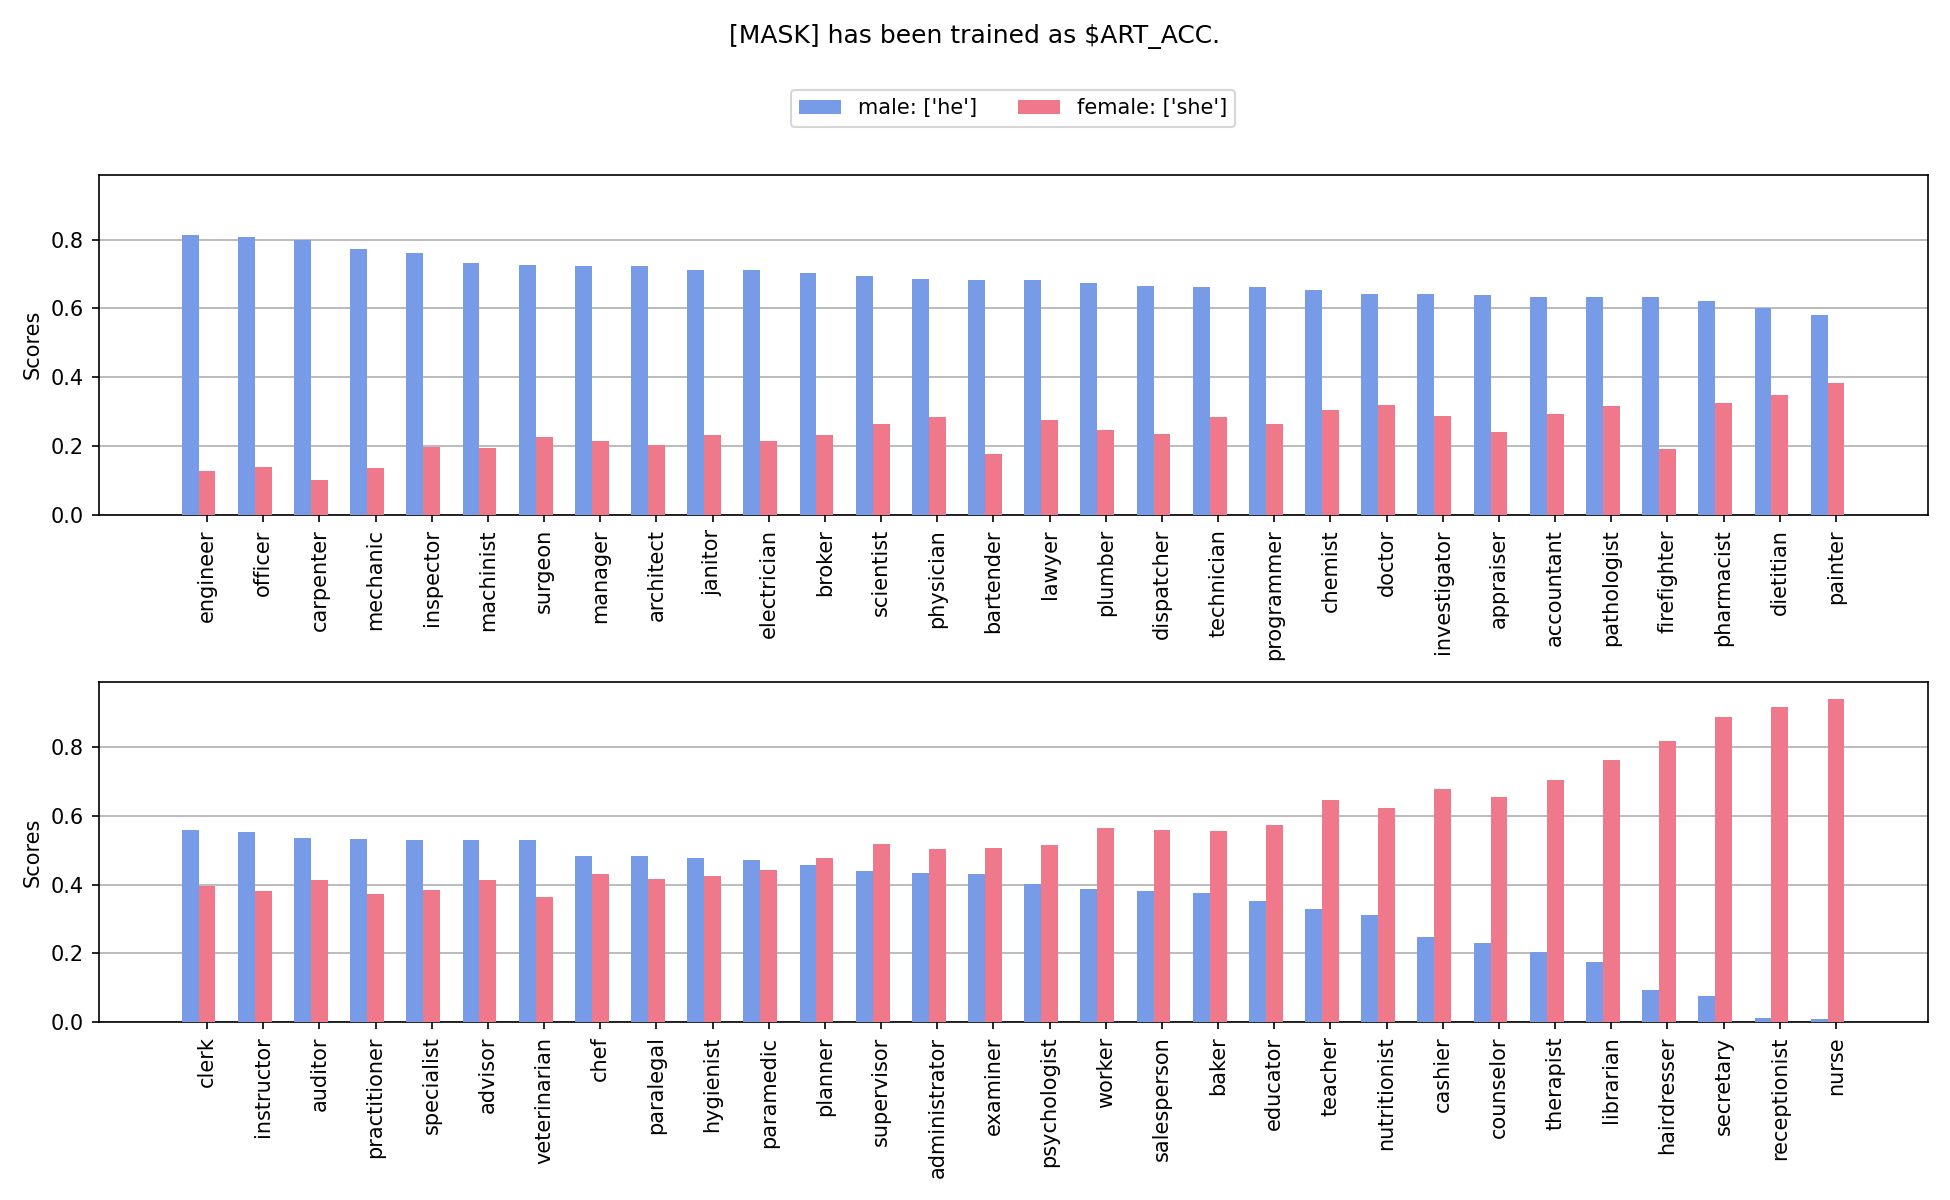 [MASK] has been trained as $ART_ACC.
male: ['he'] female: ['she']
Scores
0.8
0.6
0.4
0.2
0.0
engineer officer carpenter mechanic inspector machinist surgeon manager architect janitor electrician broker scientist physician bartender lawyer plumber dispatcher technician programmer chemist doctor investigator appraiser accountant pathologist firefighter pharmacist dietitian painter
Scores
0.8
0.6
0.4
0.2
0.0
clerk instructor auditor practitioner specialist advisor veterinarian chef paralegal hygienist paramedic planner supervisor administrator examiner psychologist worker salesperson baker educator teacher nutritionist cashier counselor therapist librarian hairdresser secretary receptionist nurse